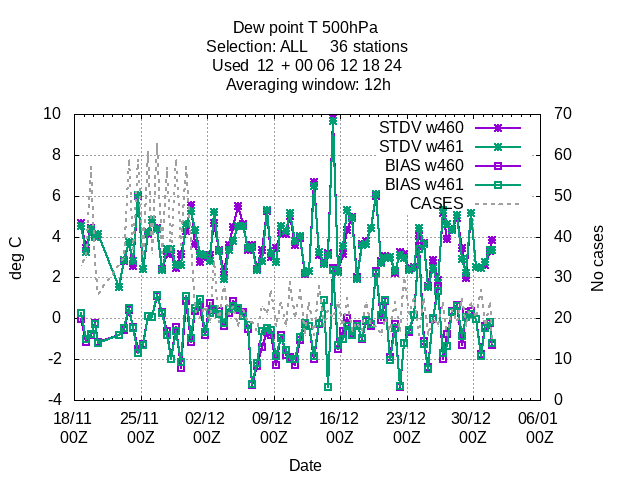 Dew point T 500hPa
Selection: ALL     36 stations
Used  12  + 00 06 12 18 24
Averaging window: 12h
10
8
6
4
2
0
-2
-4
deg C
70
60
50
40
30
20
10
0
No cases
STDV w460
STDV w461
BIAS w460
BIAS w461
CASES
18/11 25/11 02/12 09/12 16/12 23/12 30/12 06/01
00Z 00Z 00Z 00Z 00Z 00Z 00Z 00Z
Date